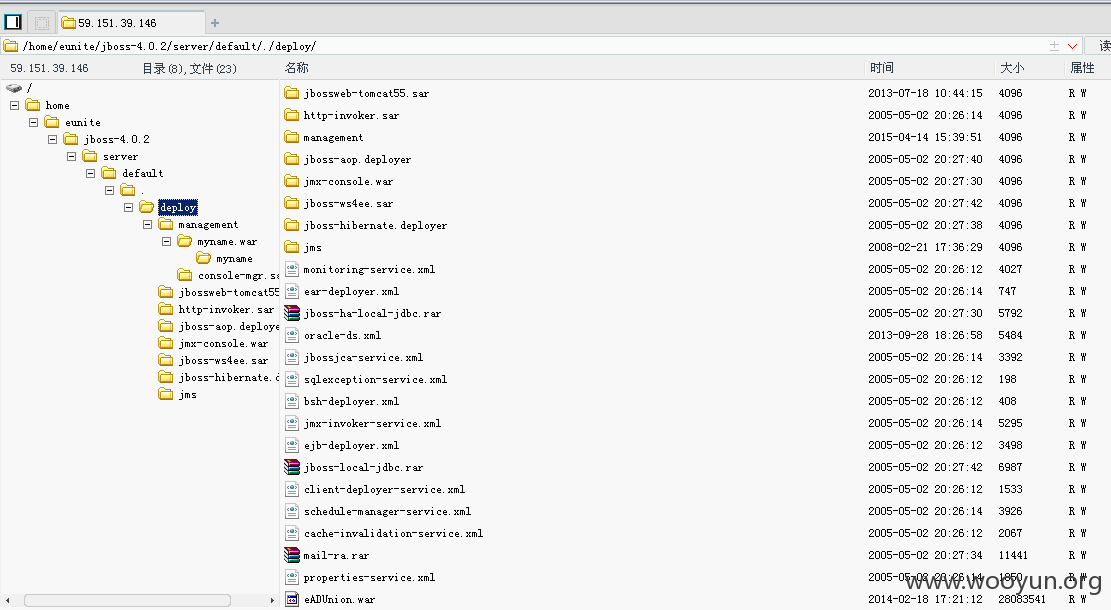 59.151.39.146
/home/eunite/jboss-4.0.2/server/default/./deploy/
读
59.151.39.146 目录(8),文件(23) 名称 时间 大小 属性
/
home
eunite
jboss-4.0.2
server
default
.
deploy
management
myname.war
myname
console-mgr.sa
jbossweb-tomcat55
http-invoker.sar
jboss-aop.deploye
jmx-console.war
jboss-ws4ee.sar
jboss-hibernate.d
jms
jbossweb-tomcat55.sar 2013-07-18 10:44:15 4096 R W
http-invoker.sar 2005-05-02 20:26:14 4096 R W
management 2015-04-14 15:39:51 4096 R W
jboss-aop.deployer 2005-05-02 20:27:40 4096 R W
jmx-console.war 2005-05-02 20:27:30 4096 R W
jboss-ws4ee.sar 2005-05-02 20:27:42 4096 R W
jboss-hibernate.deployer 2005-05-02 20:27:38 4096 R W
jms 2008-02-21 17:36:29 4096 R W
monitoring-service.xml 2005-05-02 20:26:12 4027 R W
ear-deployer.xml 2005-05-02 20:26:14 747 R W
jboss-ha-local-jdbc.rar 2005-05-02 20:27:30 5792 R W
oracle-ds.xml 2013-09-28 18:26:58 5484 R W
jbossjca-service.xml 2005-05-02 20:26:14 3392 R W
sqlexception-service.xml 2005-05-02 20:26:12 198 R W
bsh-deployer.xml 2005-05-02 20:26:12 408 R W
jmx-invoker-service.xml 2005-05-02 20:26:14 5295 R W
ejb-deployer.xml 2005-05-02 20:26:12 3498 R W
jboss-local-jdbc.rar 2005-05-02 20:27:42 6987 R W
client-deployer-service.xml 2005-05-02 20:26:12 1533 R W
schedule-manager-service.xml 2005-05-02 20:26:14 3926 R W
cache-invalidation-service.xml 2005-05-02 20:26:12 2067 R W
mail-ra.rar 2005-05-02 20:27:34 11441 R W
properties-service.xml 2005-05-02 20:26:14 1850 R W
www.wooyun.org
eADUnion.war 2014-02-18 17:21:12 28083541 R W